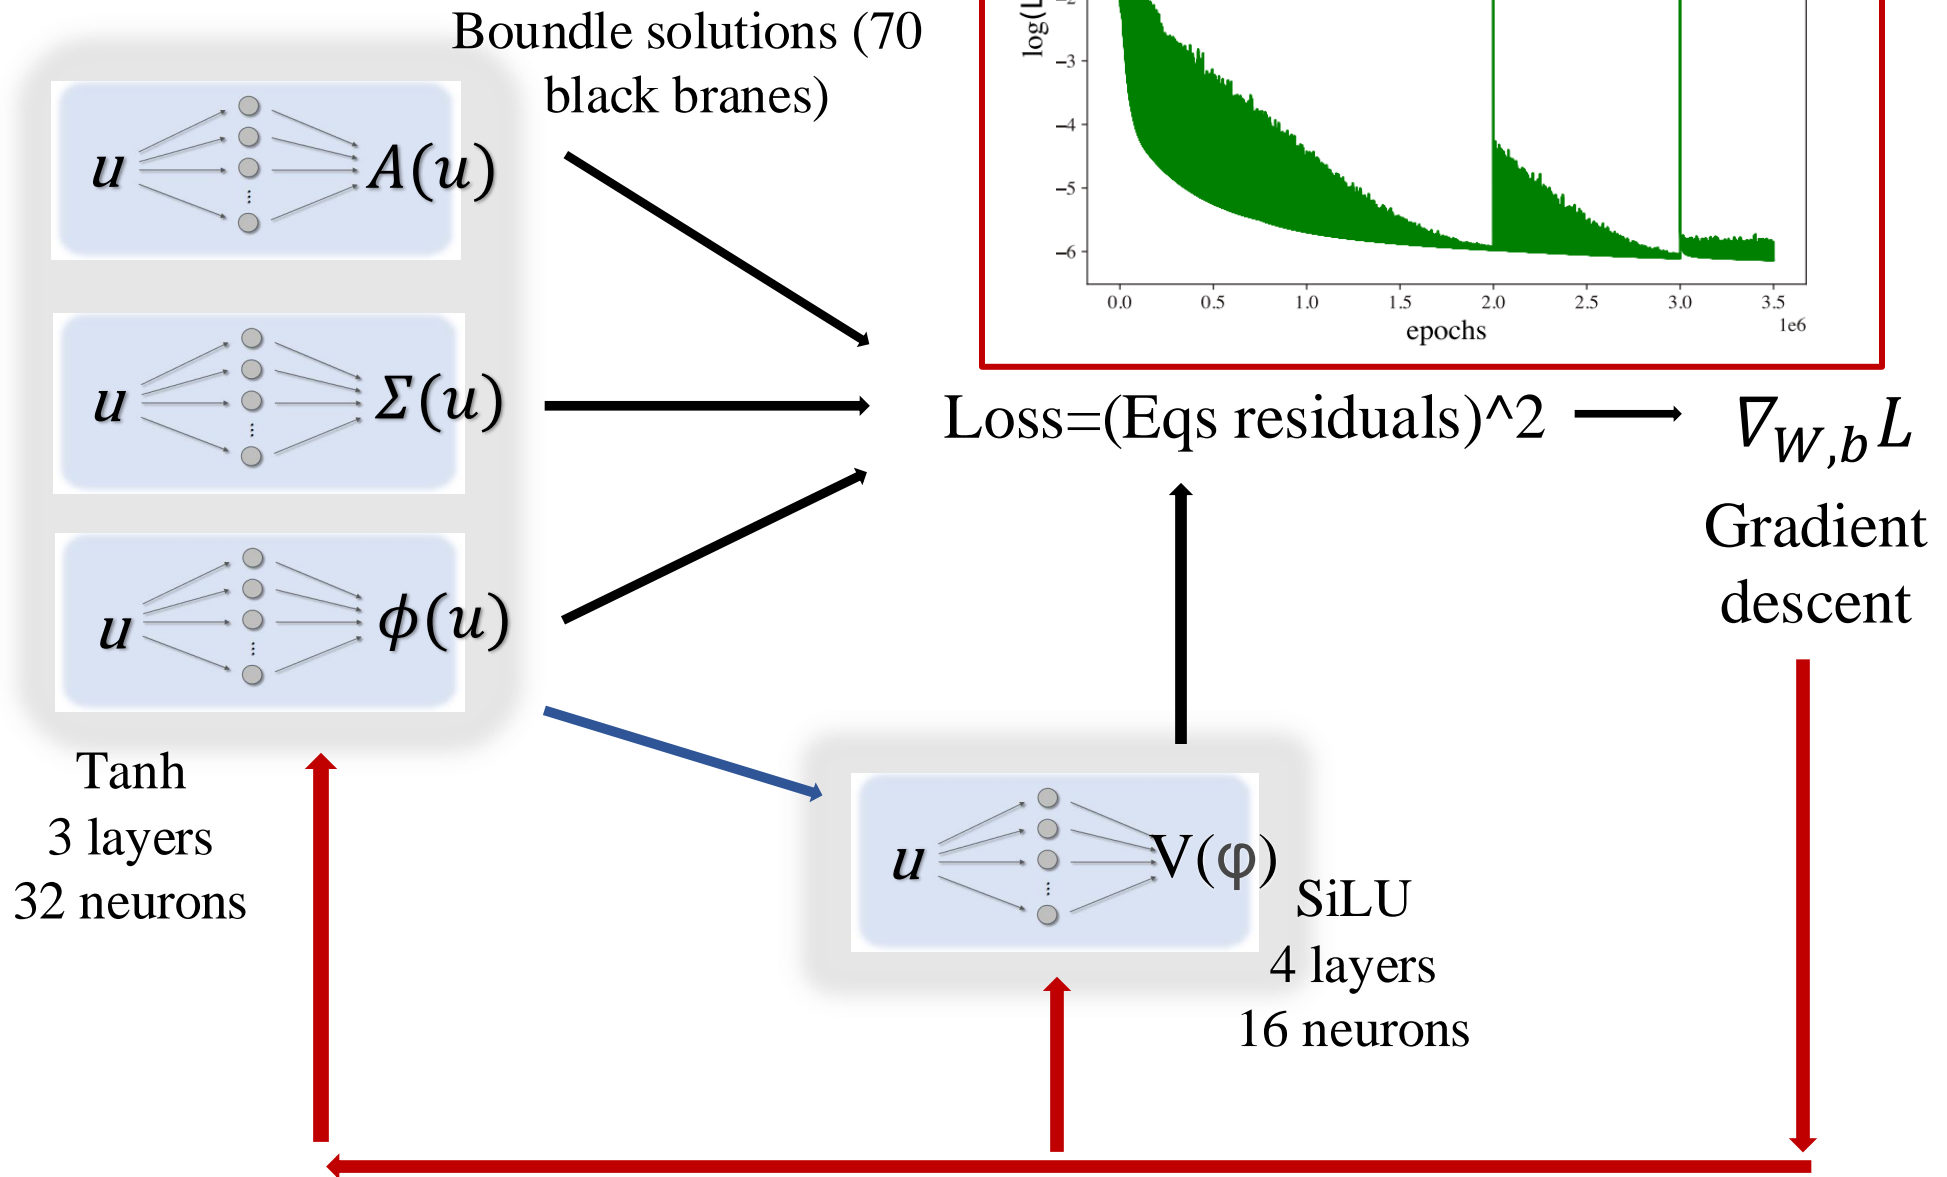 Boundle solutions (70
black branes)
u
A(u)
u
Σ(u)
u
ϕ(u)
Tanh
3 layers
32 neurons
−3
−4
−5
−6
0.0 0.5 1.0 1.5 2.0 2.5 3.0 3.5
1e6
epochs
Loss=(Eqs residuals)^2
∇W,b L
Gradient
descent
u
V(φ)
SiLU
4 layers
16 neurons